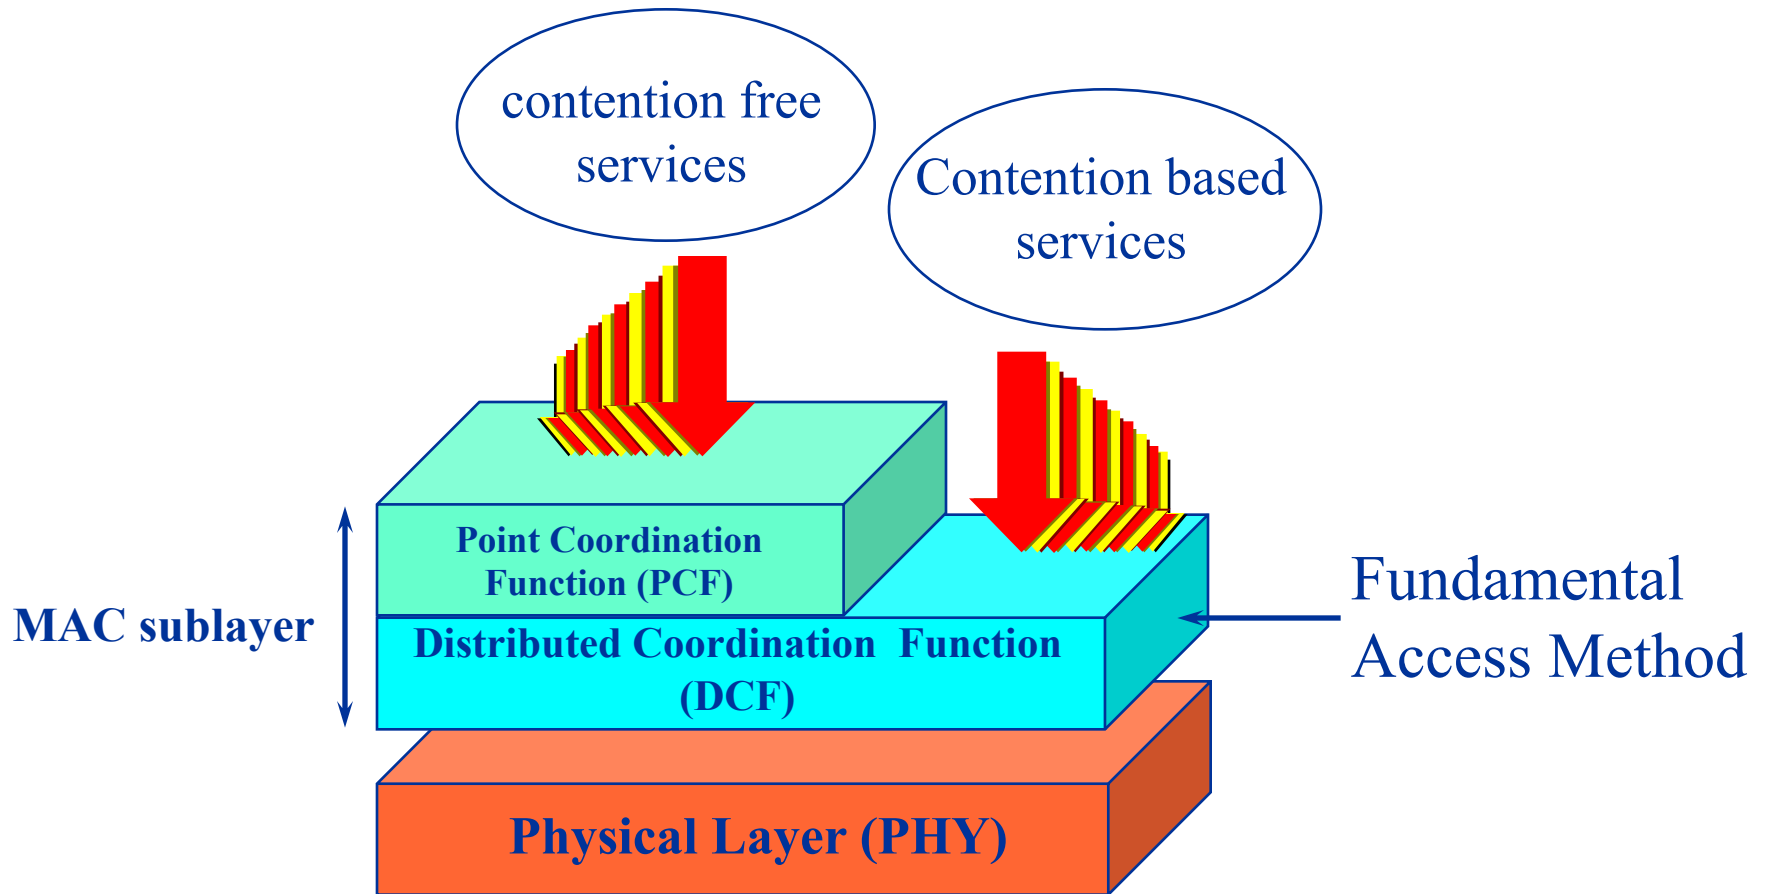 contention free
services
Contention based
services
Point Coordination
Function (PCF)
MAC sublayer
Distributed Coordination Function
(DCF)
Fundamental
Access Method
Physical Layer (PHY)